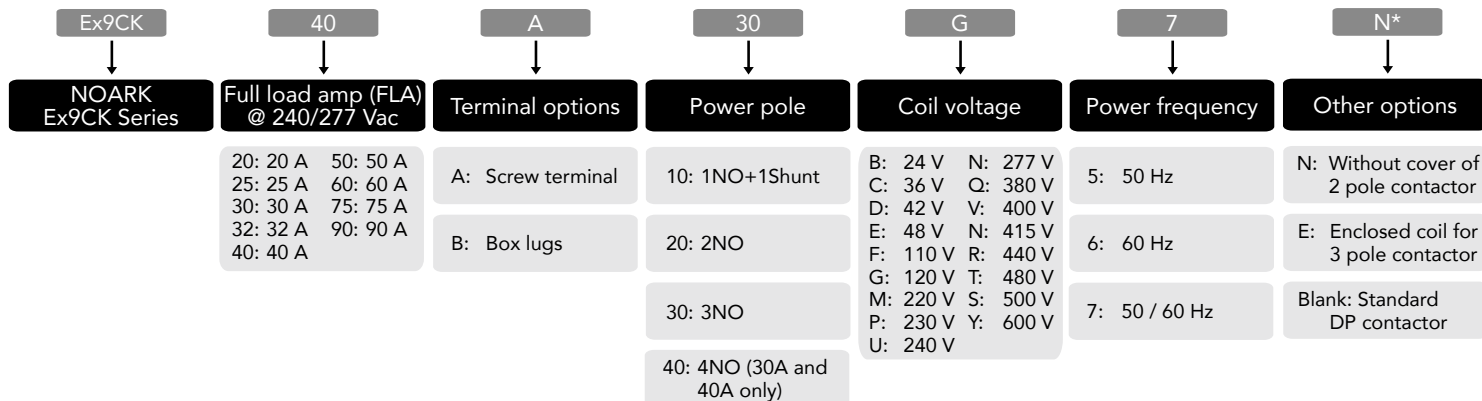 Ex9CK
40
A
30
G
7
N*
NOARK
Ex9CK Series
Full load amp (FLA)
@ 240/277 Vac
Terminal options
Power pole
Coil voltage
Power frequency
Other options
20: 20 A 50: 50 A
25: 25 A 60: 60 A
30: 30 A 75: 75 A
32: 32 A 90: 90 A
40: 40 A
A: Screw terminal
B: Box lugs
10: 1NO+1Shunt
20: 2NO
30: 3NO
40: 4NO (30A and
40A only)
B: 24 V N: 277 V
C: 36 V Q: 380 V
D: 42 V V: 400 V
E: 48 V N: 415 V
F: 110 V R: 440 V
G: 120 V T: 480 V
M: 220 V S: 500 V
P: 230 V Y: 600 V
U: 240 V
5: 50 Hz
6: 60 Hz
7: 50 / 60 Hz
N: Without cover of
2 pole contactor
E: Enclosed coil for
3 pole contactor
Blank: Standard
DP contactor